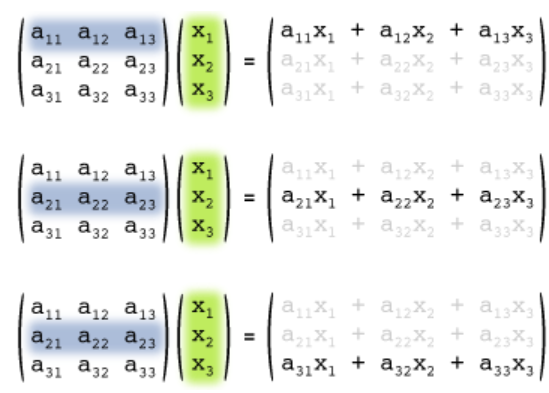 a₁₁ a₁₂ a₁₃ x₁ a₁₁x₁ + a₁₂x₂ + a₁₃x₃
a₂₁ a₂₂ a₂₃ x₂ = a₂₁x₁ + a₂₂x₂ + a₂₃x₃
a₃₁ a₃₂ a₃₃ x₃ a₃₁x₁ + a₃₂x₂ + a₃₃x₃
a₁₁ a₁₂ a₁₃ x₁ a₁₁x₁ + a₁₂x₂ + a₁₃x₃
a₂₁ a₂₂ a₂₃ x₂ = a₂₁x₁ + a₂₂x₂ + a₂₃x₃
a₃₁ a₃₂ a₃₃ x₃ a₃₁x₁ + a₃₂x₂ + a₃₃x₃
a₁₁ a₁₂ a₁₃ x₁ a₁₁x₁ + a₁₂x₂ + a₁₃x₃
a₂₁ a₂₂ a₂₃ x₂ = a₂₁x₁ + a₂₂x₂ + a₂₃x₃
a₃₁ a₃₂ a₃₃ x₃ a₃₁x₁ + a₃₂x₂ + a₃₃x₃